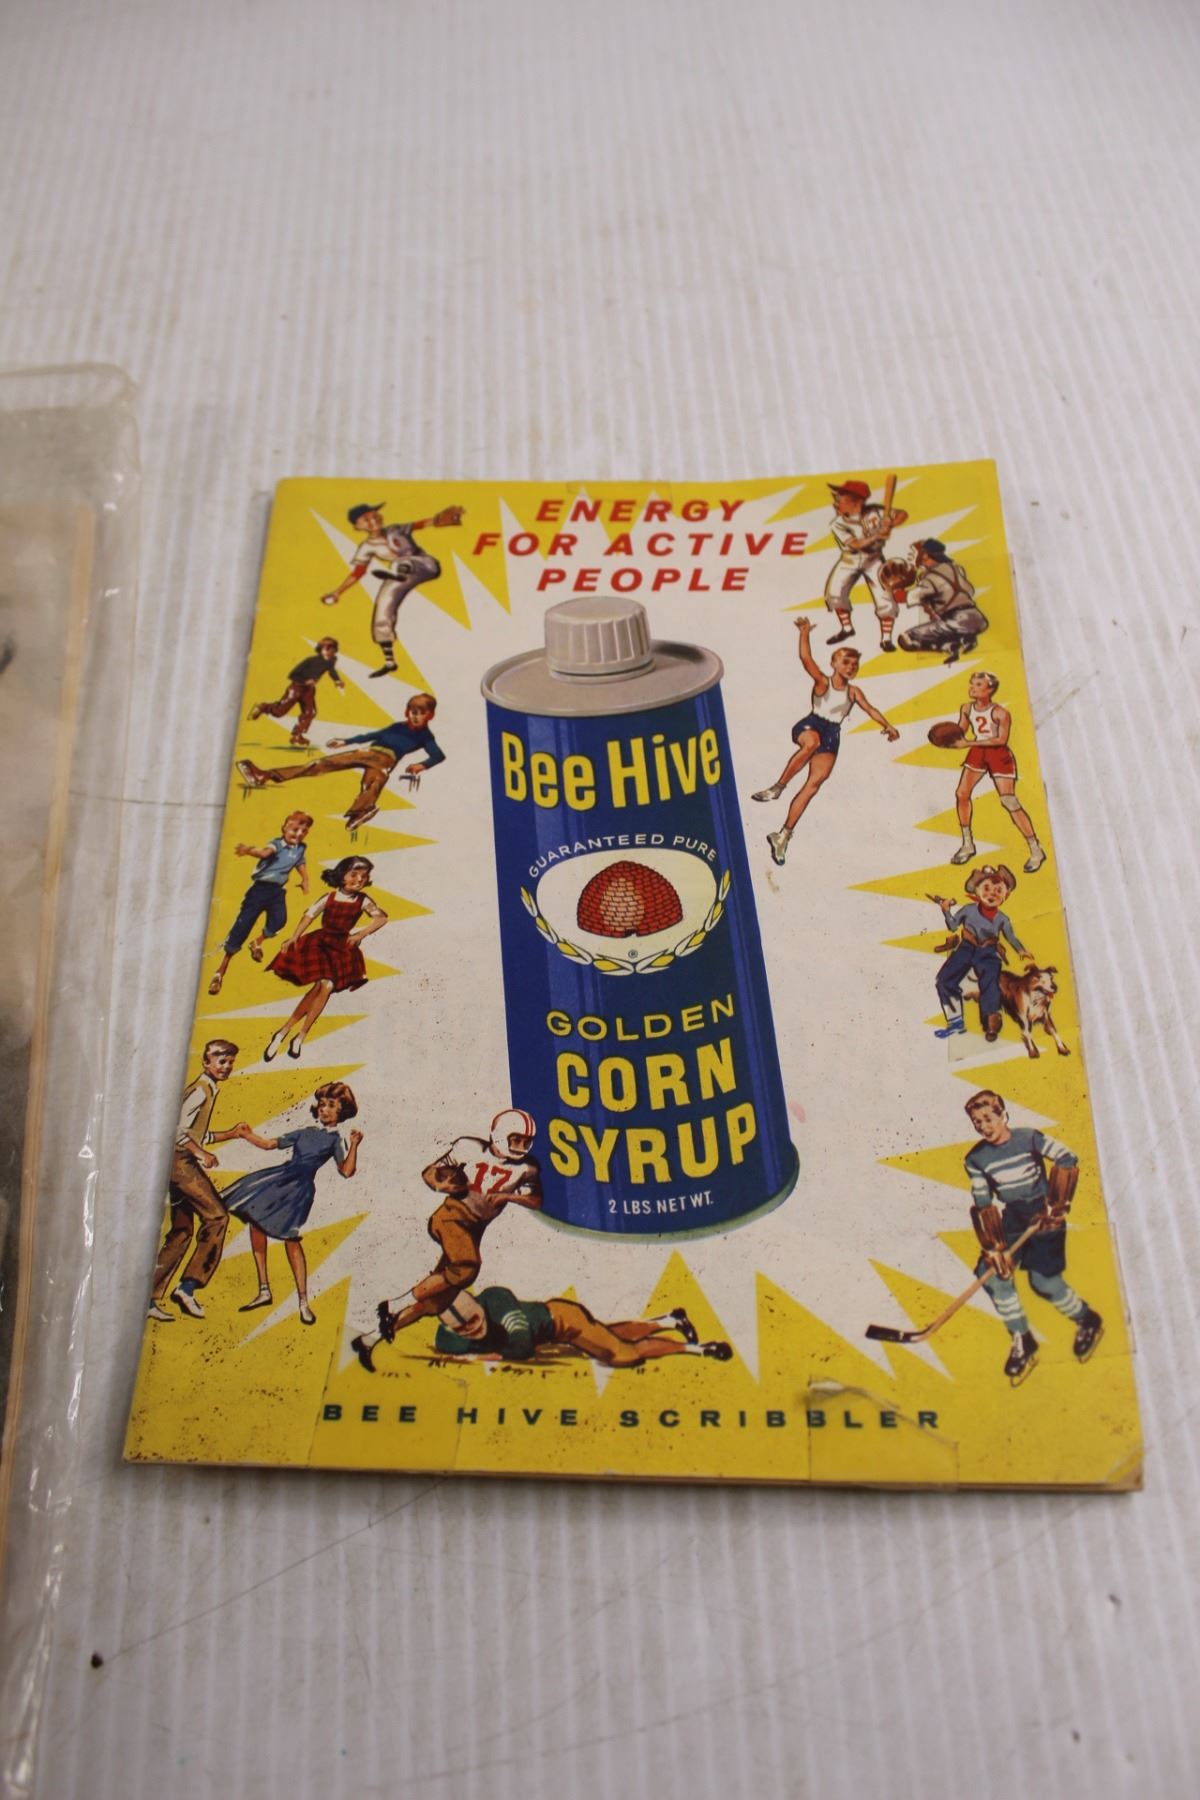 ENERGY
FOR ACTIVE
PEOPLE
Bee Hive
GUARANTEED PURE
®
GOLDEN
CORN
SYRUP
2 LBS NET WT.
2
17
BEE HIVE SCRIBBLER